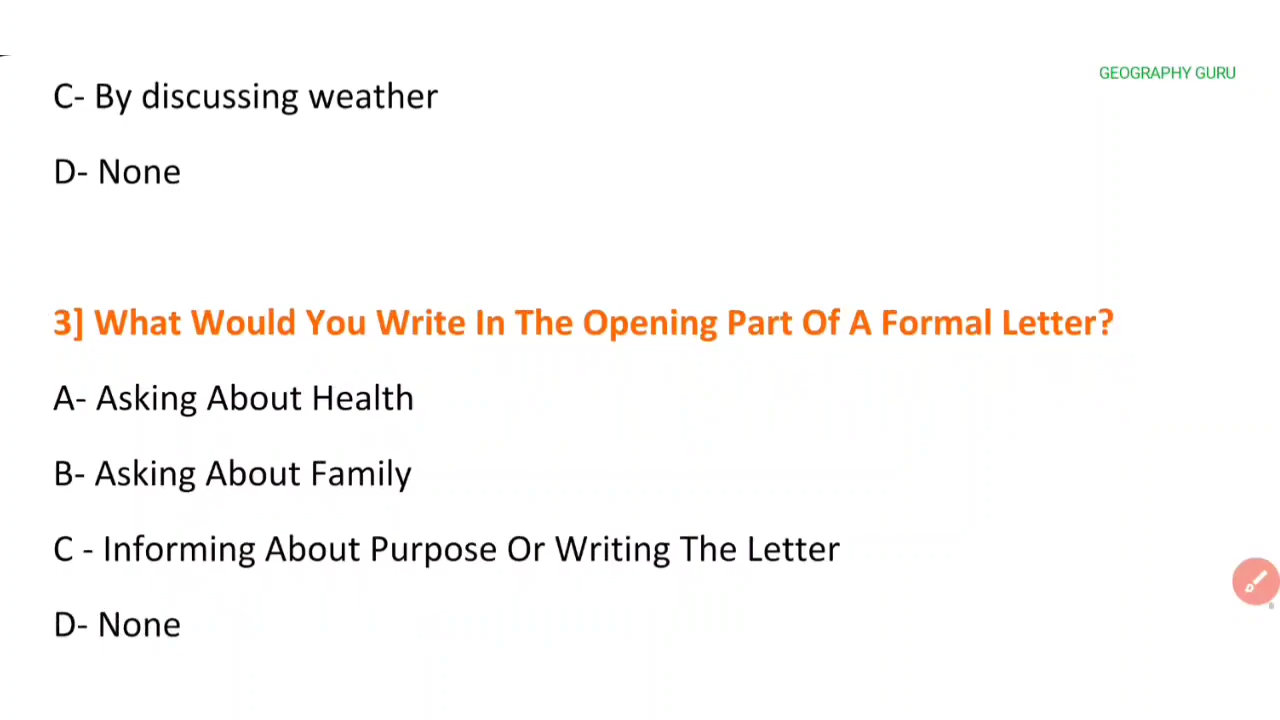 GEOGRAPHY GURU
C- By discussing weather
D- None
3] What Would You Write In The Opening Part Of A Formal Letter?
A- Asking About Health
B- Asking About Family
C - Informing About Purpose Or Writing The Letter
D- None